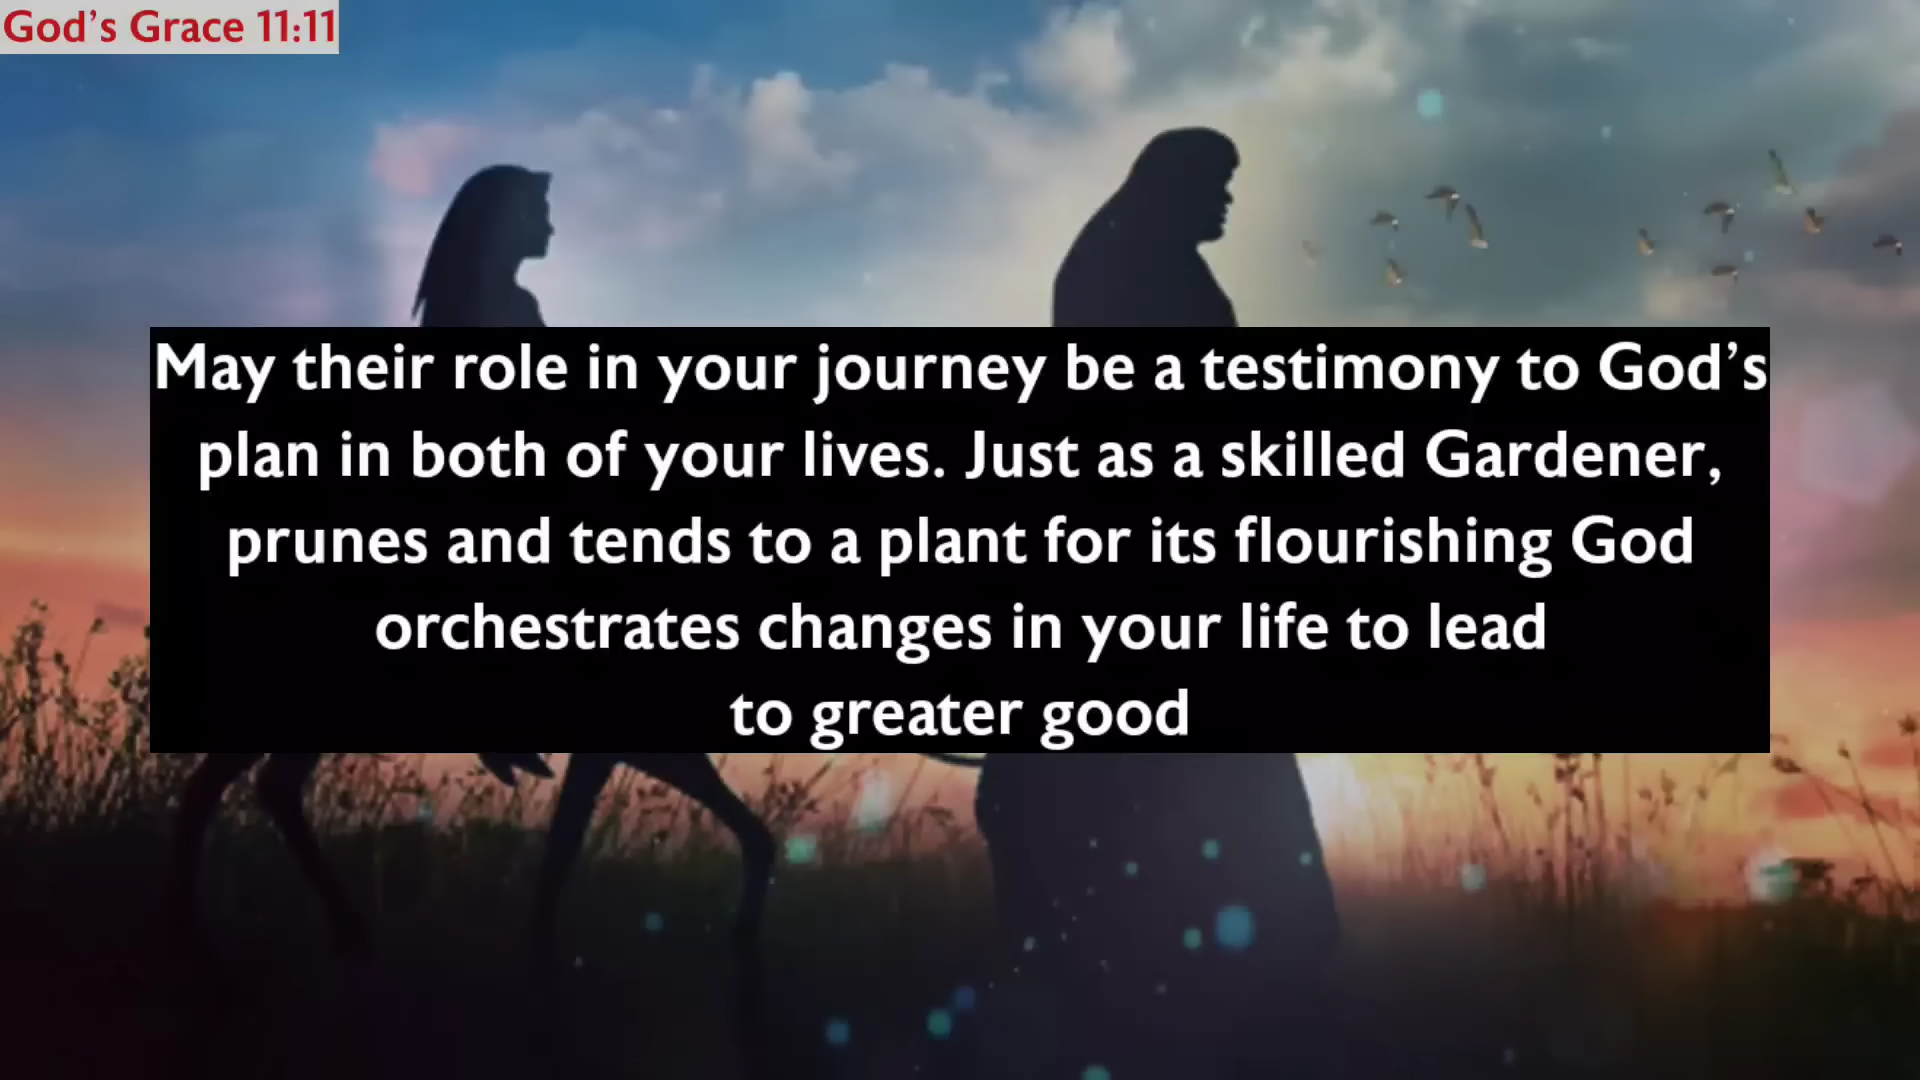 God's Grace 11:11
May their role in your journey be a testimony to God's
plan in both of your lives. Just as a skilled Gardener,
prunes and tends to a plant for its flourishing God
orchestrates changes in your life to lead
to greater good